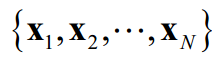 {x₁, x₂, ⋯, x_N}